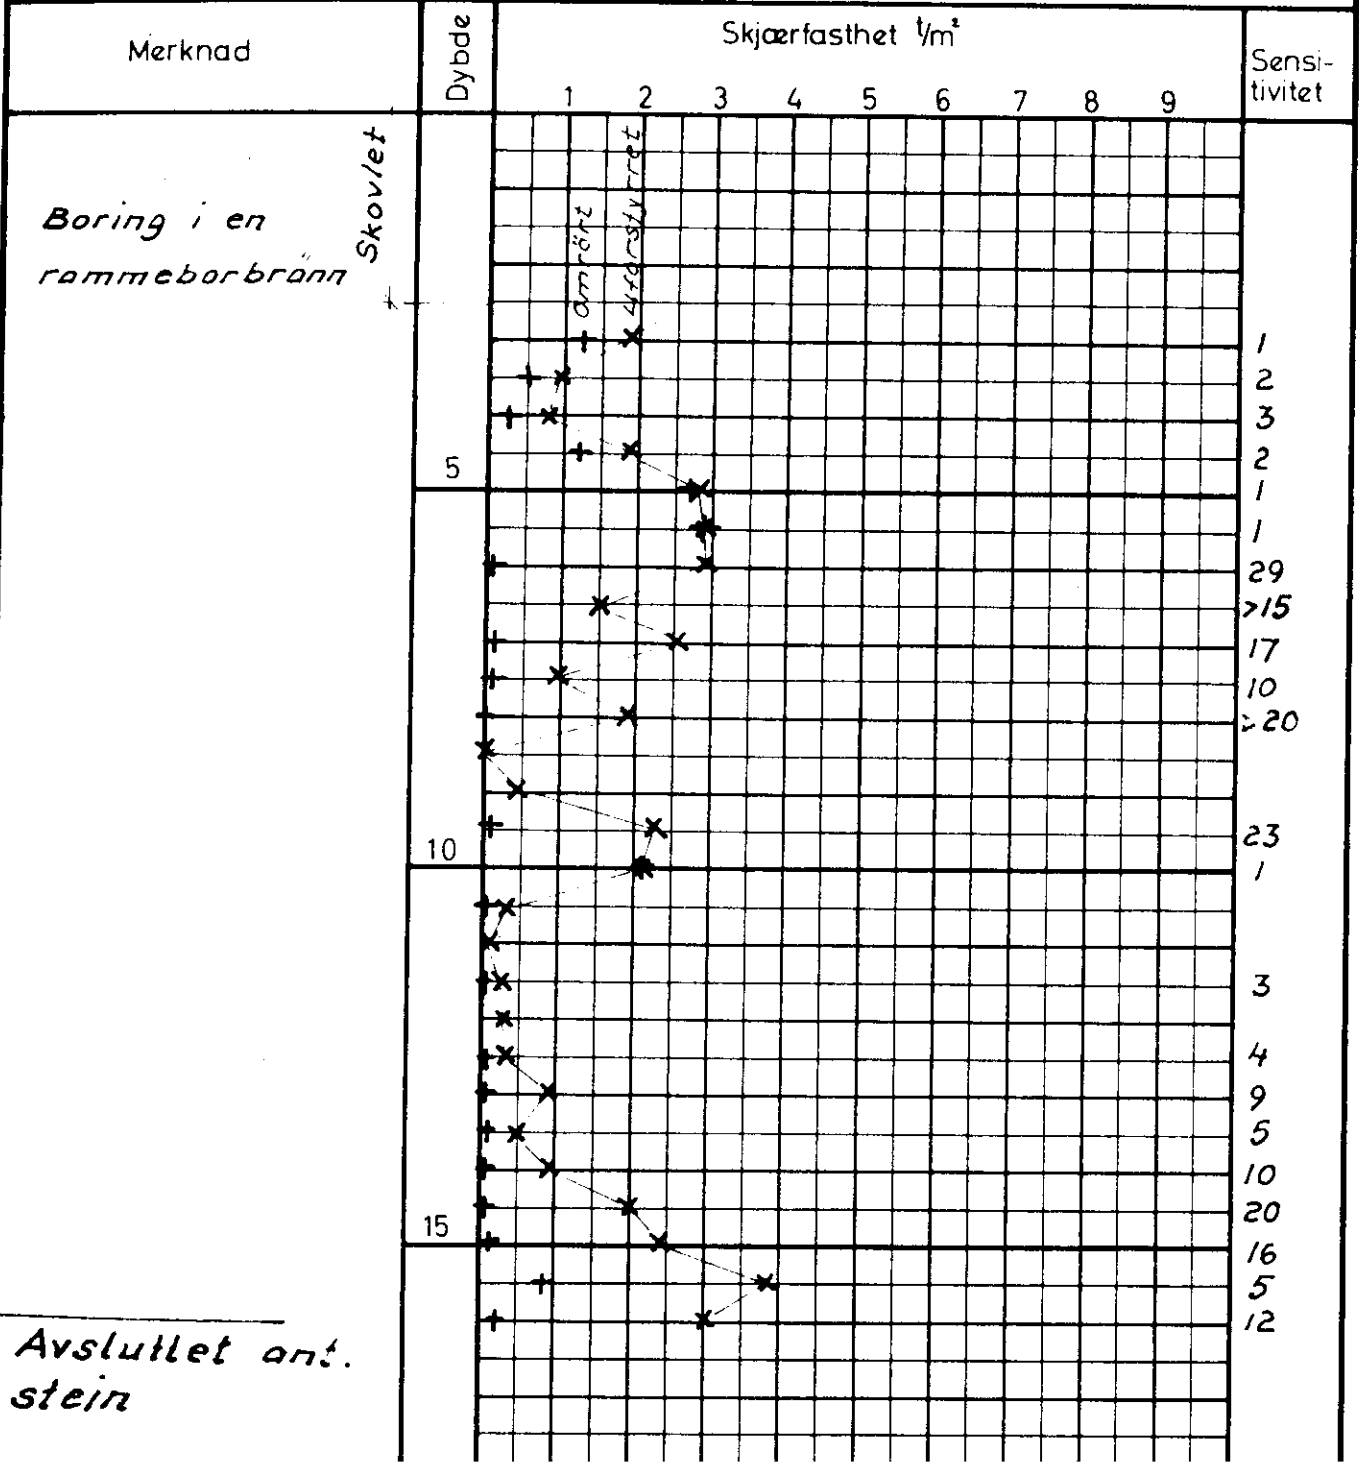 Merknad
Dybde
Skjærfasthet t/m²
Sensi-
tivitet
1 2 3 4 5 6 7 8 9
Skovlet
Boring i en
rammeborbrönn
omrört
uforstyrret
1
2
3
2
5
1
1
29
>15
17
10
>20
23
10
1
3
4
9
5
10
20
15
16
5
12
Avsluttet ant.
stein